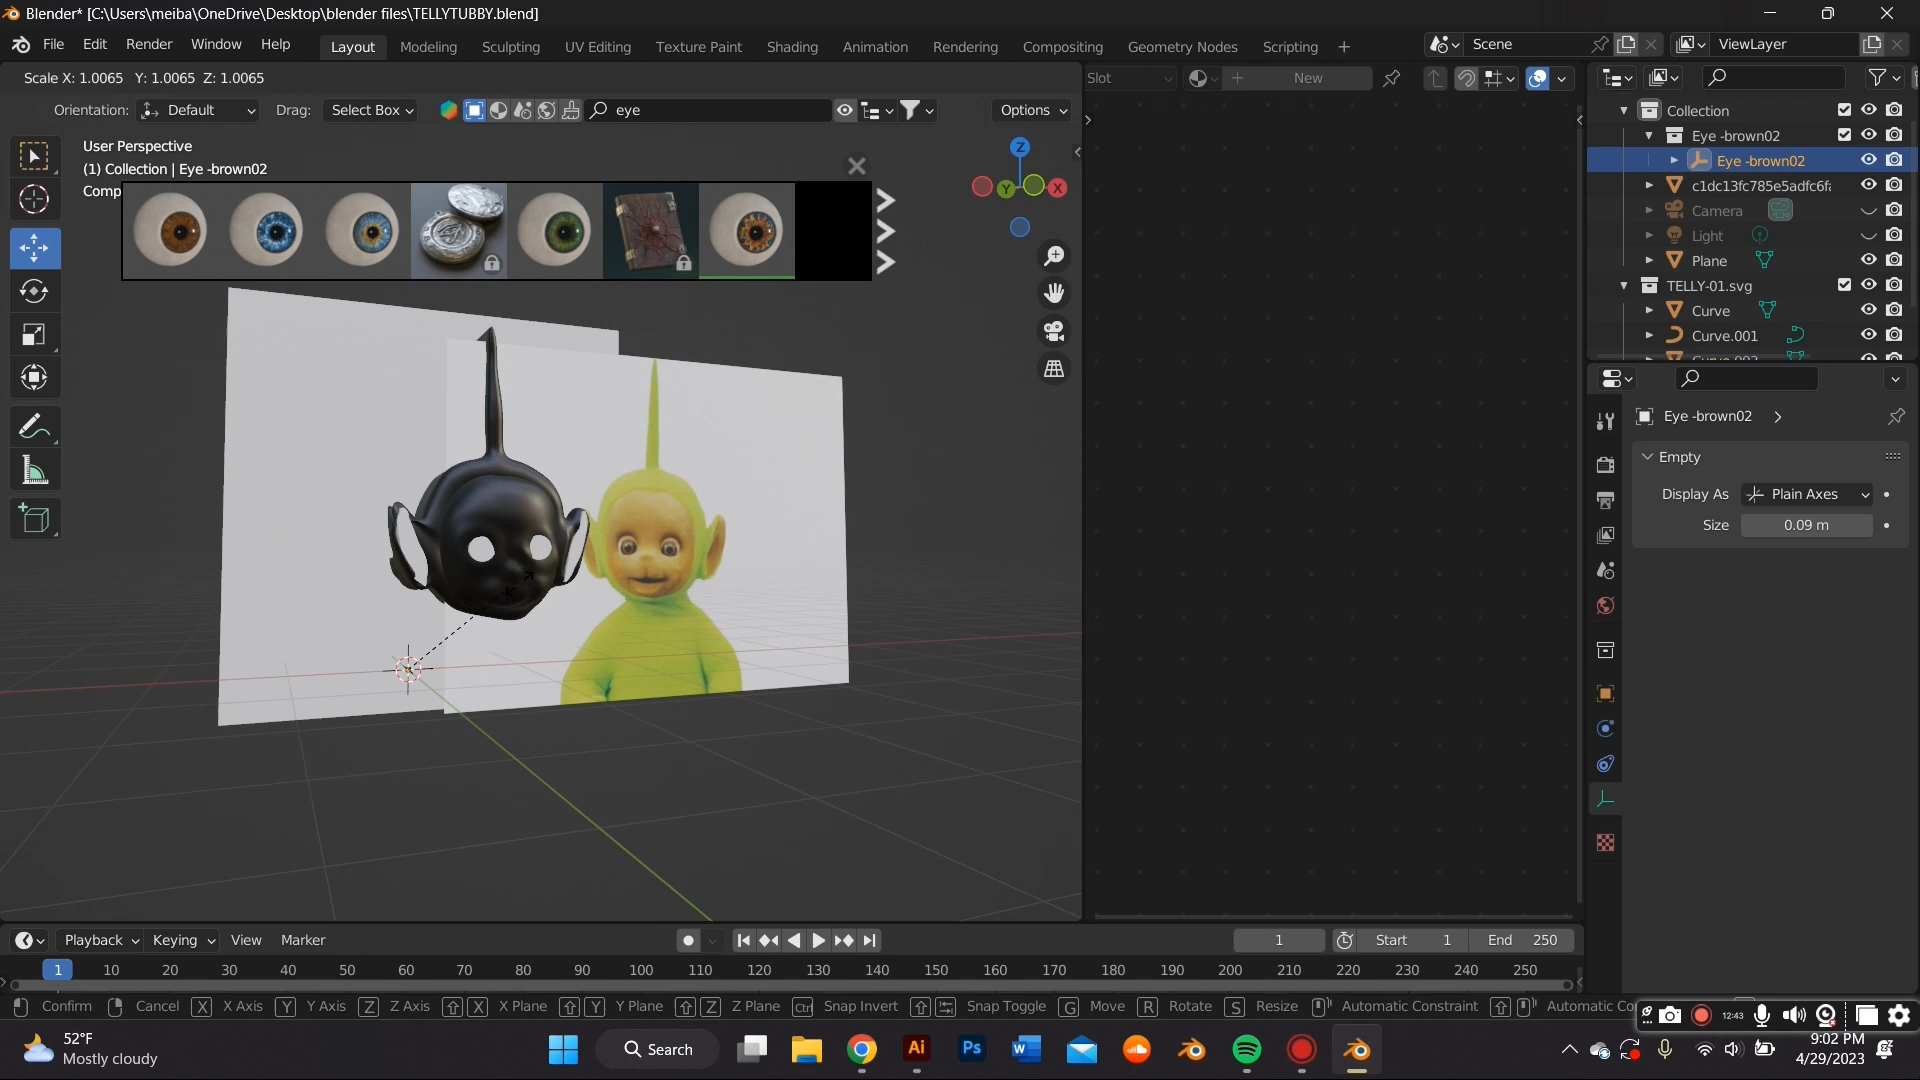 Blender* [C:\Users\meiba\OneDrive\Desktop\blender files\TELLYTUBBY.blend]
File Edit Render Window Help
Layout Modeling Sculpting UV Editing Texture Paint Shading Animation Rendering Compositing Geometry Nodes Scripting +
Scene
ViewLayer
Scale X: 1.0065 Y: 1.0065 Z: 1.0065
Slot
New
Orientation: Default Drag: Select Box
eye
Options
User Perspective
(1) Collection | Eye -brown02
Comp
Z
Y
X
Collection
Eye -brown02
Eye -brown02
c1dc13fc785e5adfc6f
Camera
Light
Plane
TELLY-01.svg
Curve
Curve.001
Eye -brown02
Empty
Display As Plain Axes
Size 0.09 m
Playback Keying View Marker
1
Start 1
End 250
1 10 20 30 40 50 60 70 80 90 100 110 120 130 140 150 160 170 180 190 200 210 220 230 240 250
Confirm Cancel X X Axis Y Y Axis Z Z Axis X X Plane Y Y Plane Z Z Plane Ctrl Snap Invert Snap Toggle G Move R Rotate S Resize Automatic Constraint Automatic Co
12:43
52°F
Mostly cloudy
Search
Ai
Ps
W
9:02 PM
4/29/2023